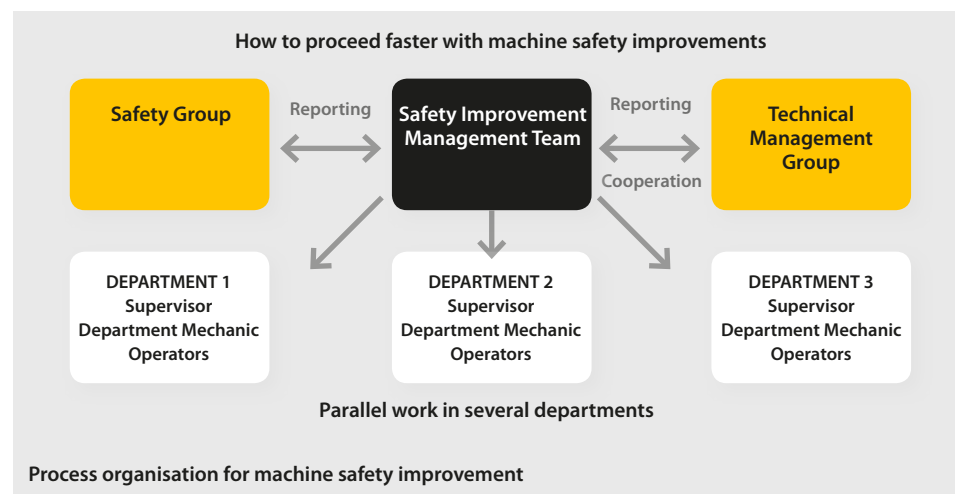 How to proceed faster with machine safety improvements
Safety Group
Reporting
Safety Improvement
Management Team
Reporting
Cooperation
Technical
Management
Group
DEPARTMENT 1
Supervisor
Department Mechanic
Operators
DEPARTMENT 2
Supervisor
Department Mechanic
Operators
DEPARTMENT 3
Supervisor
Department Mechanic
Operators
Parallel work in several departments
Process organisation for machine safety improvement